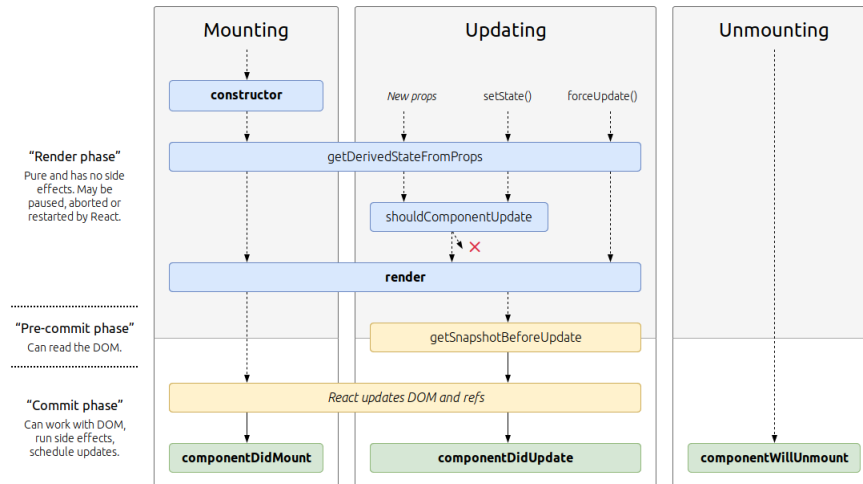 Mounting
Updating
Unmounting
constructor
New props
setState()
forceUpdate()
“Render phase”
Pure and has no side
effects. May be
paused, aborted or
restarted by React.
getDerivedStateFromProps
shouldComponentUpdate
render
“Pre-commit phase”
Can read the DOM.
getSnapshotBeforeUpdate
“Commit phase”
Can work with DOM,
run side effects,
schedule updates.
React updates DOM and refs
componentDidMount
componentDidUpdate
componentWillUnmount